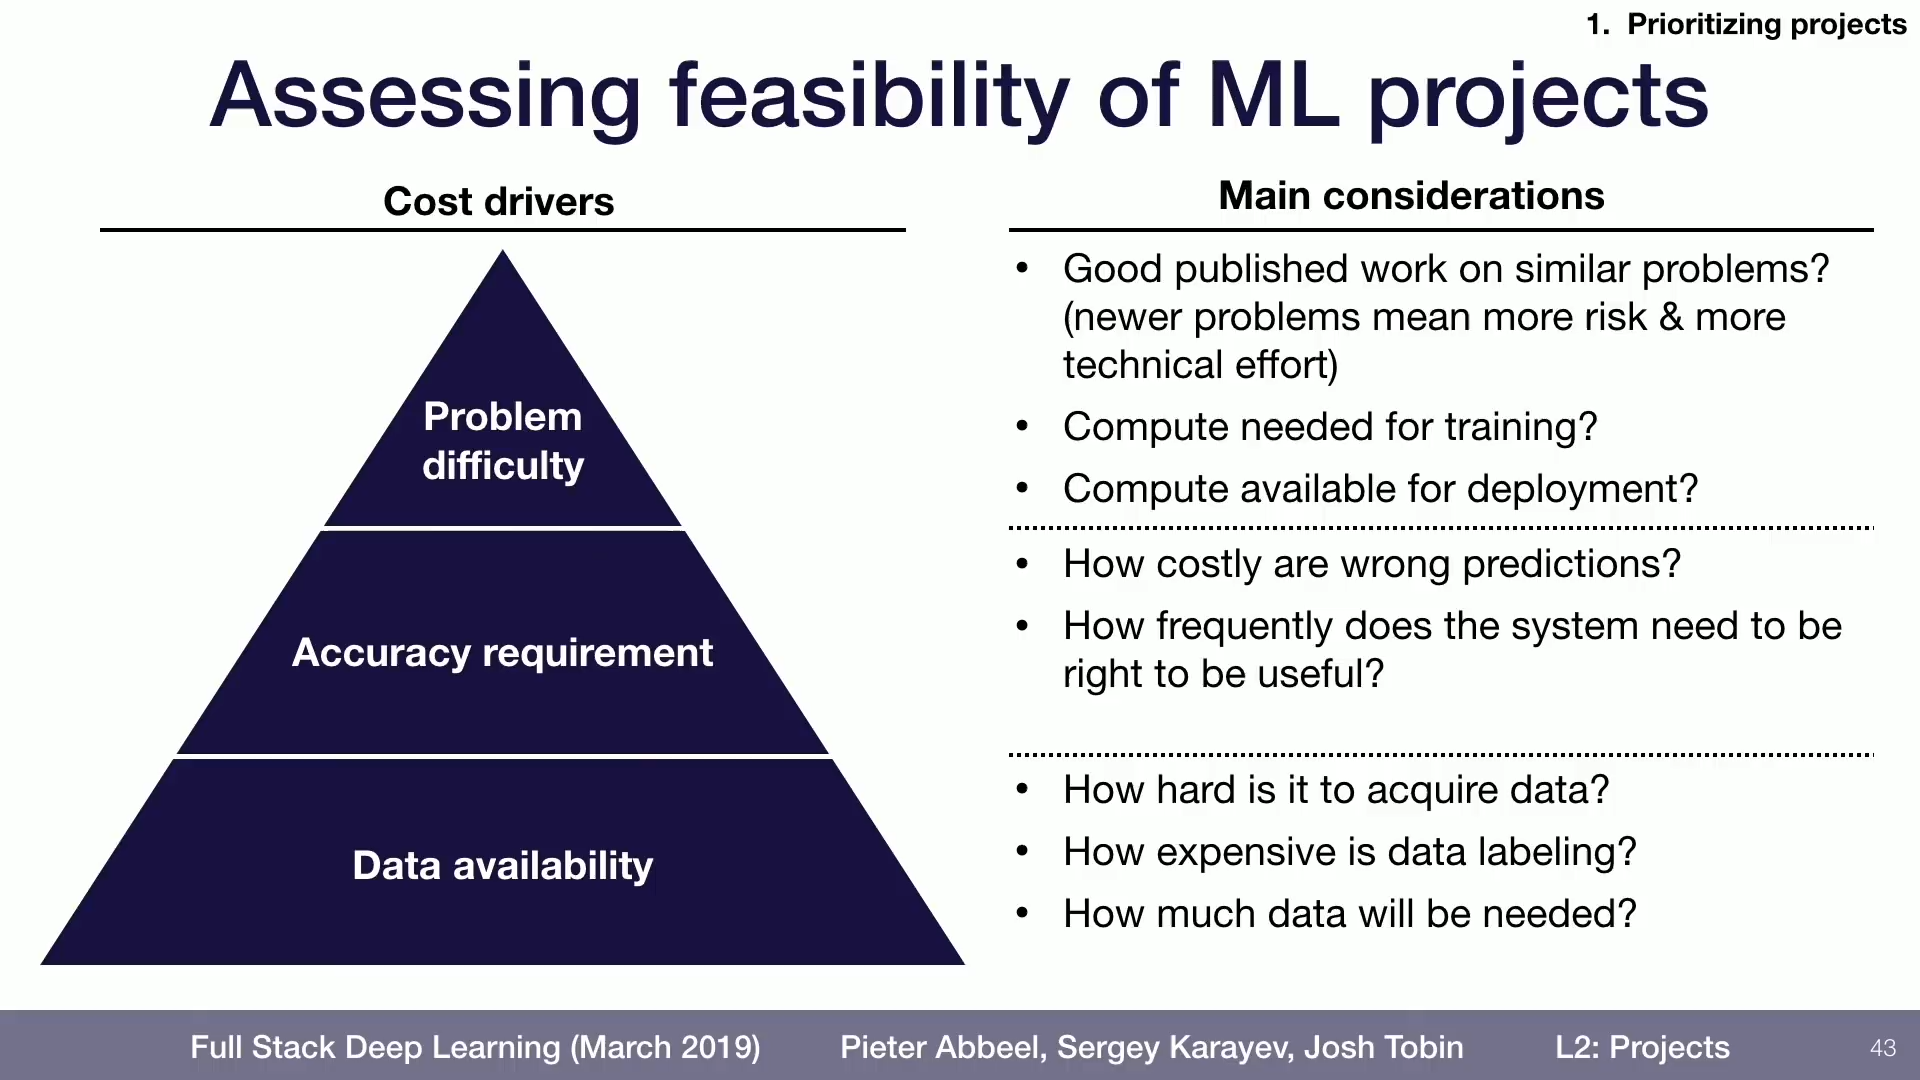 1. Prioritizing projects
Assessing feasibility of ML projects
Cost drivers
Problem
difficulty
Accuracy requirement
Data availability
Main considerations
• Good published work on similar problems?
(newer problems mean more risk & more
technical effort)
• Compute needed for training?
• Compute available for deployment?
• How costly are wrong predictions?
• How frequently does the system need to be
right to be useful?
• How hard is it to acquire data?
• How expensive is data labeling?
• How much data will be needed?
Full Stack Deep Learning (March 2019) Pieter Abbeel, Sergey Karayev, Josh Tobin L2: Projects 43